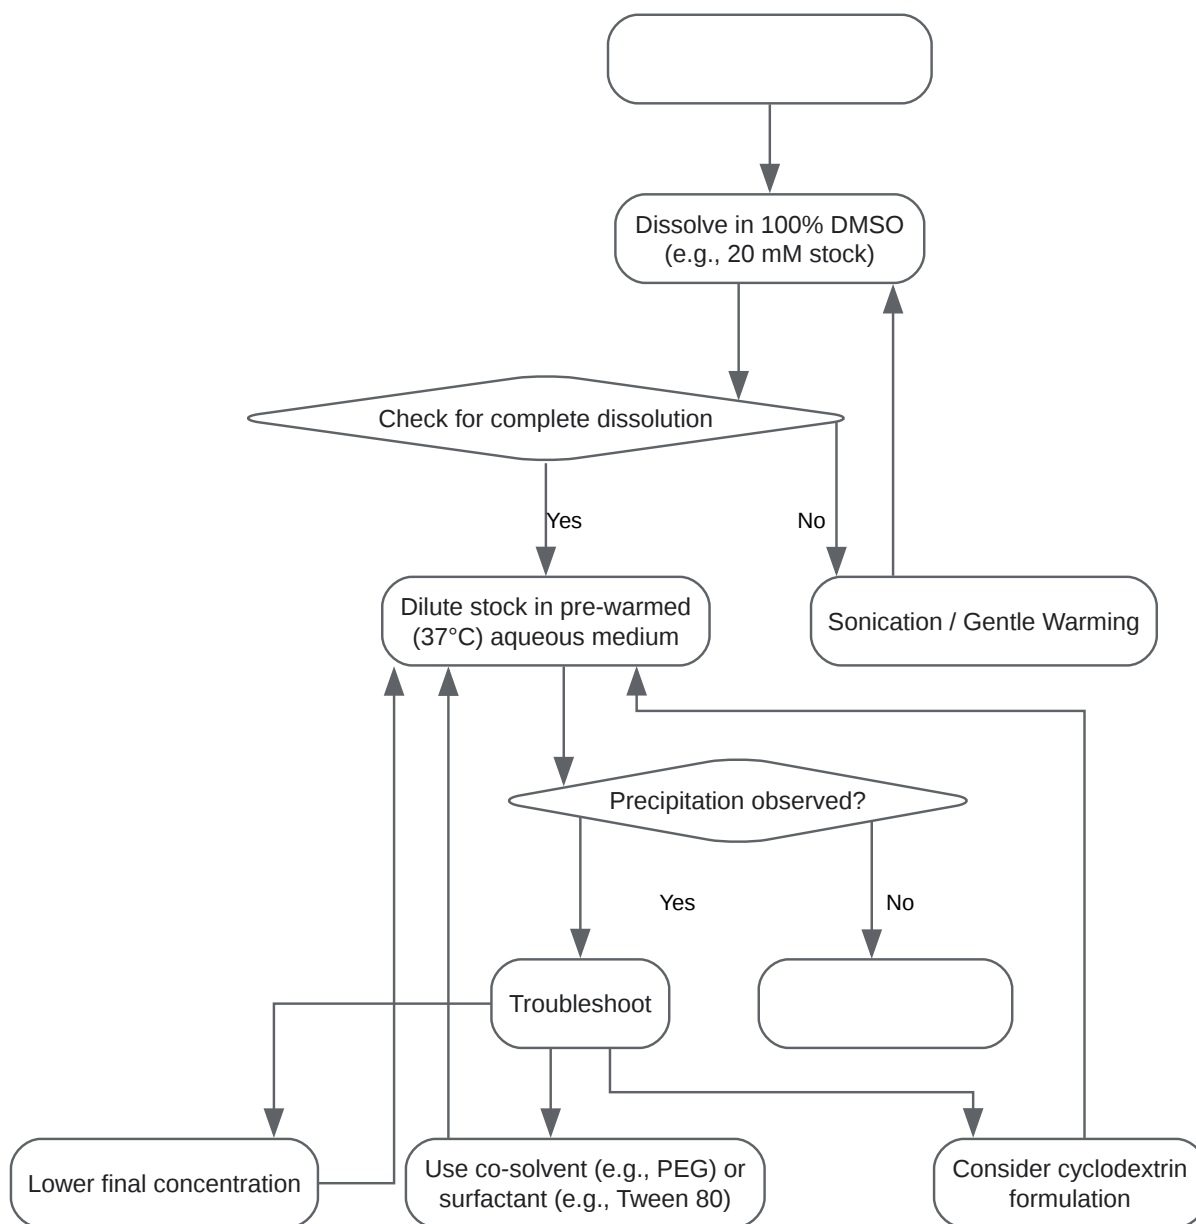 Dissolve in 100% DMSO
(e.g., 20 mM stock)
Check for complete dissolution
Yes
No
Dilute stock in pre-warmed
(37°C) aqueous medium
Sonication / Gentle Warming
Precipitation observed?
Yes
No
Troubleshoot
Lower final concentration
Use co-solvent (e.g., PEG) or
surfactant (e.g., Tween 80)
Consider cyclodextrin
formulation